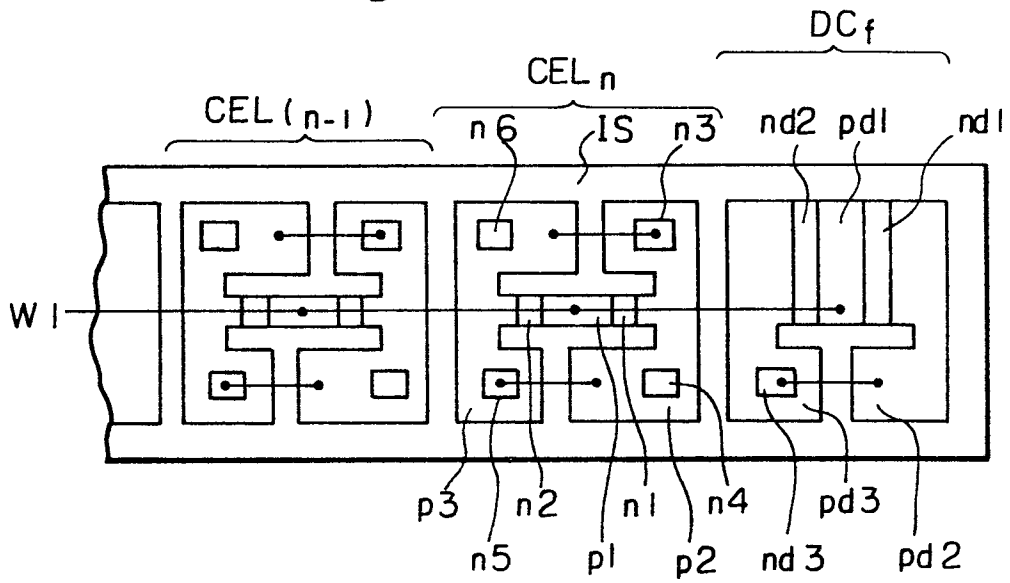 DCf
CELn
CEL(n-1)
n6 IS n3 nd2 pd1 nd1
W1
p3 n2 n1 n4 pd3
n5 p1 p2 nd3 pd2